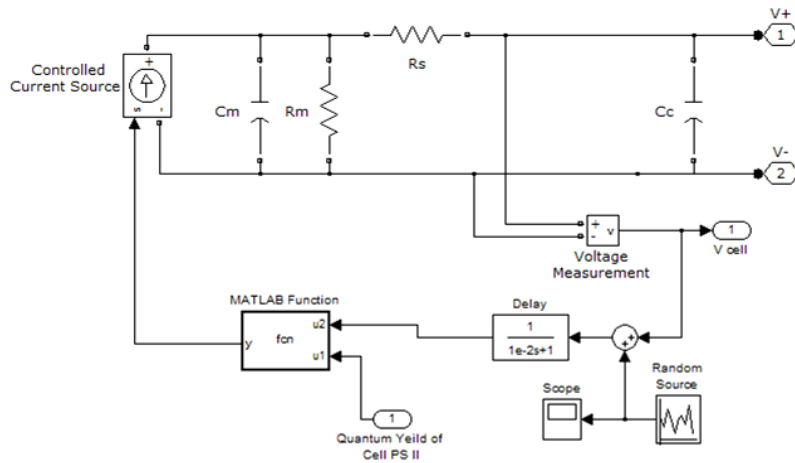 V+
1
Rs
Controlled
Current Source
+
s
-
Cm
Rm
Cc
V-
2
+
-
v
1
V cell
Voltage
Measurement
MATLAB Function
Delay
u2
fcn
y
u1
1
1e-2s+1
+
+
Random
Source
Scope
1
Quantum Yeild of
Cell PS II